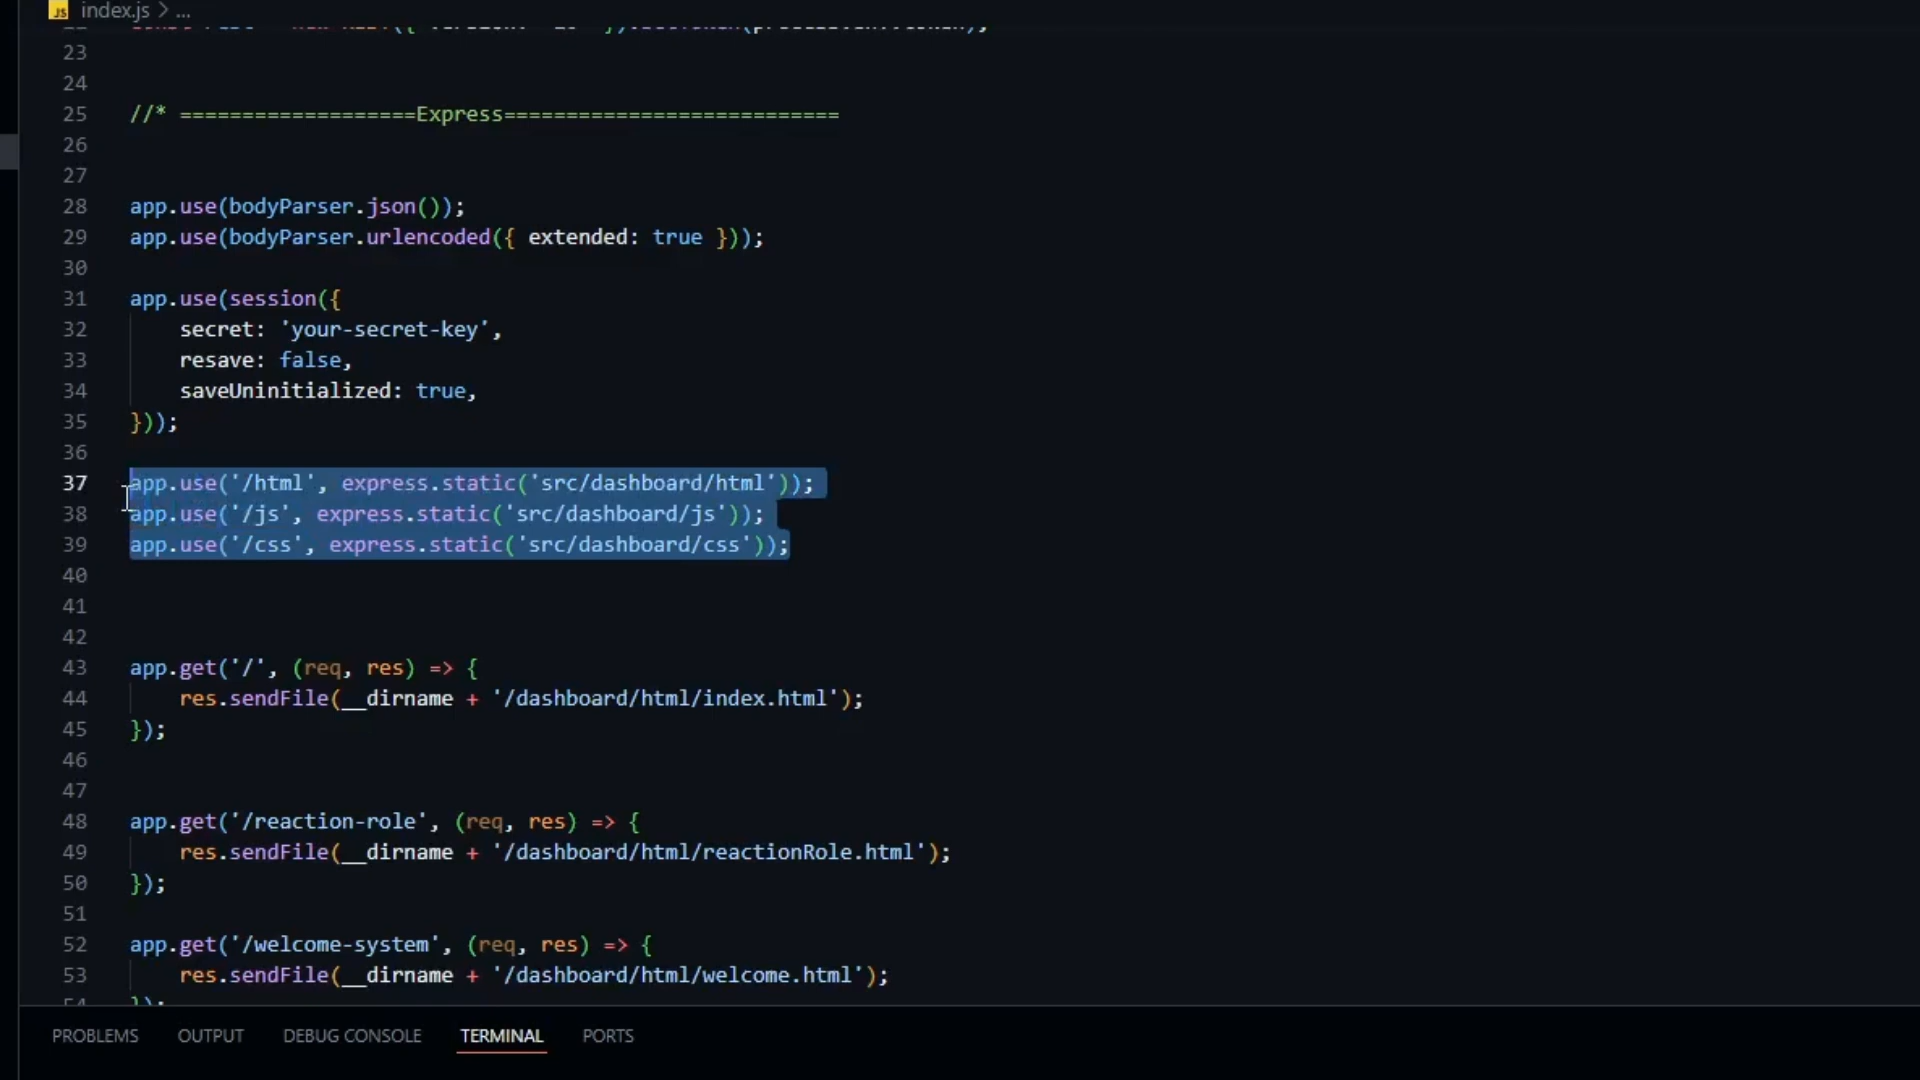 JS index.js > ...
23
24
25 //* ===================Express===========================
26
27
28 app.use(bodyParser.json());
29 app.use(bodyParser.urlencoded({ extended: true }));
30
31 app.use(session({
32 secret: 'your-secret-key',
33 resave: false,
34 saveUninitialized: true,
35 }));
36
37 app.use('/html', express.static('src/dashboard/html'));
38 app.use('/js', express.static('src/dashboard/js'));
39 app.use('/css', express.static('src/dashboard/css'));
40
41
42
43 app.get('/', (req, res) => {
44 res.sendFile(__dirname + '/dashboard/html/index.html');
45 });
46
47
48 app.get('/reaction-role', (req, res) => {
49 res.sendFile(__dirname + '/dashboard/html/reactionRole.html');
50 });
51
52 app.get('/welcome-system', (req, res) => {
53 res.sendFile(__dirname + '/dashboard/html/welcome.html');
54 });
PROBLEMS OUTPUT DEBUG CONSOLE TERMINAL PORTS